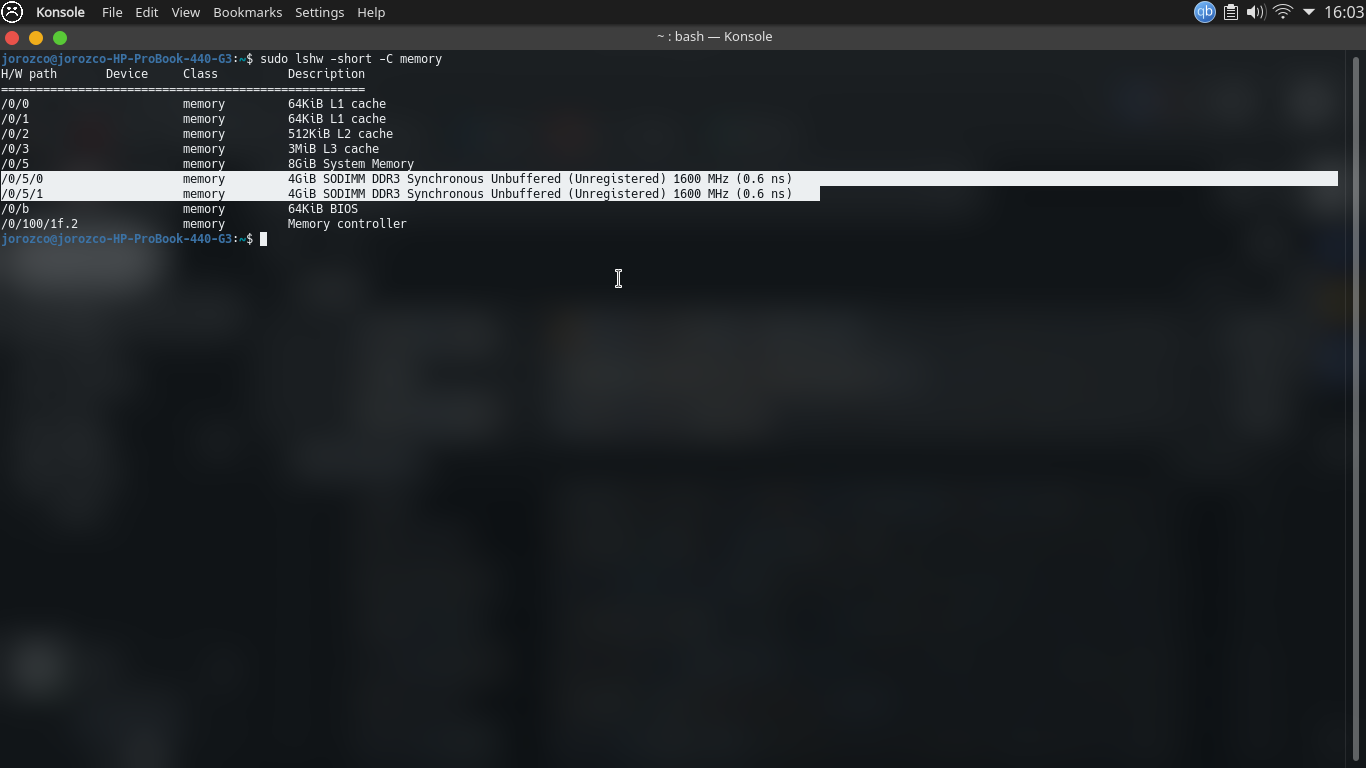 Konsole File Edit View Bookmarks Settings Help qb 16:03
~ : bash — Konsole
jorozco@jorozco-HP-ProBook-440-G3:~$ sudo lshw -short -C memory
H/W path       Device     Class          Description
====================================================
/0/0                      memory         64KiB L1 cache
/0/1                      memory         64KiB L1 cache
/0/2                      memory         512KiB L2 cache
/0/3                      memory         3MiB L3 cache
/0/5                      memory         8GiB System Memory
/0/5/0                    memory         4GiB SODIMM DDR3 Synchronous Unbuffered (Unregistered) 1600 MHz (0.6 ns)
/0/5/1                    memory         4GiB SODIMM DDR3 Synchronous Unbuffered (Unregistered) 1600 MHz (0.6 ns)
/0/b                      memory         64KiB BIOS
/0/100/1f.2               memory         Memory controller
jorozco@jorozco-HP-ProBook-440-G3:~$